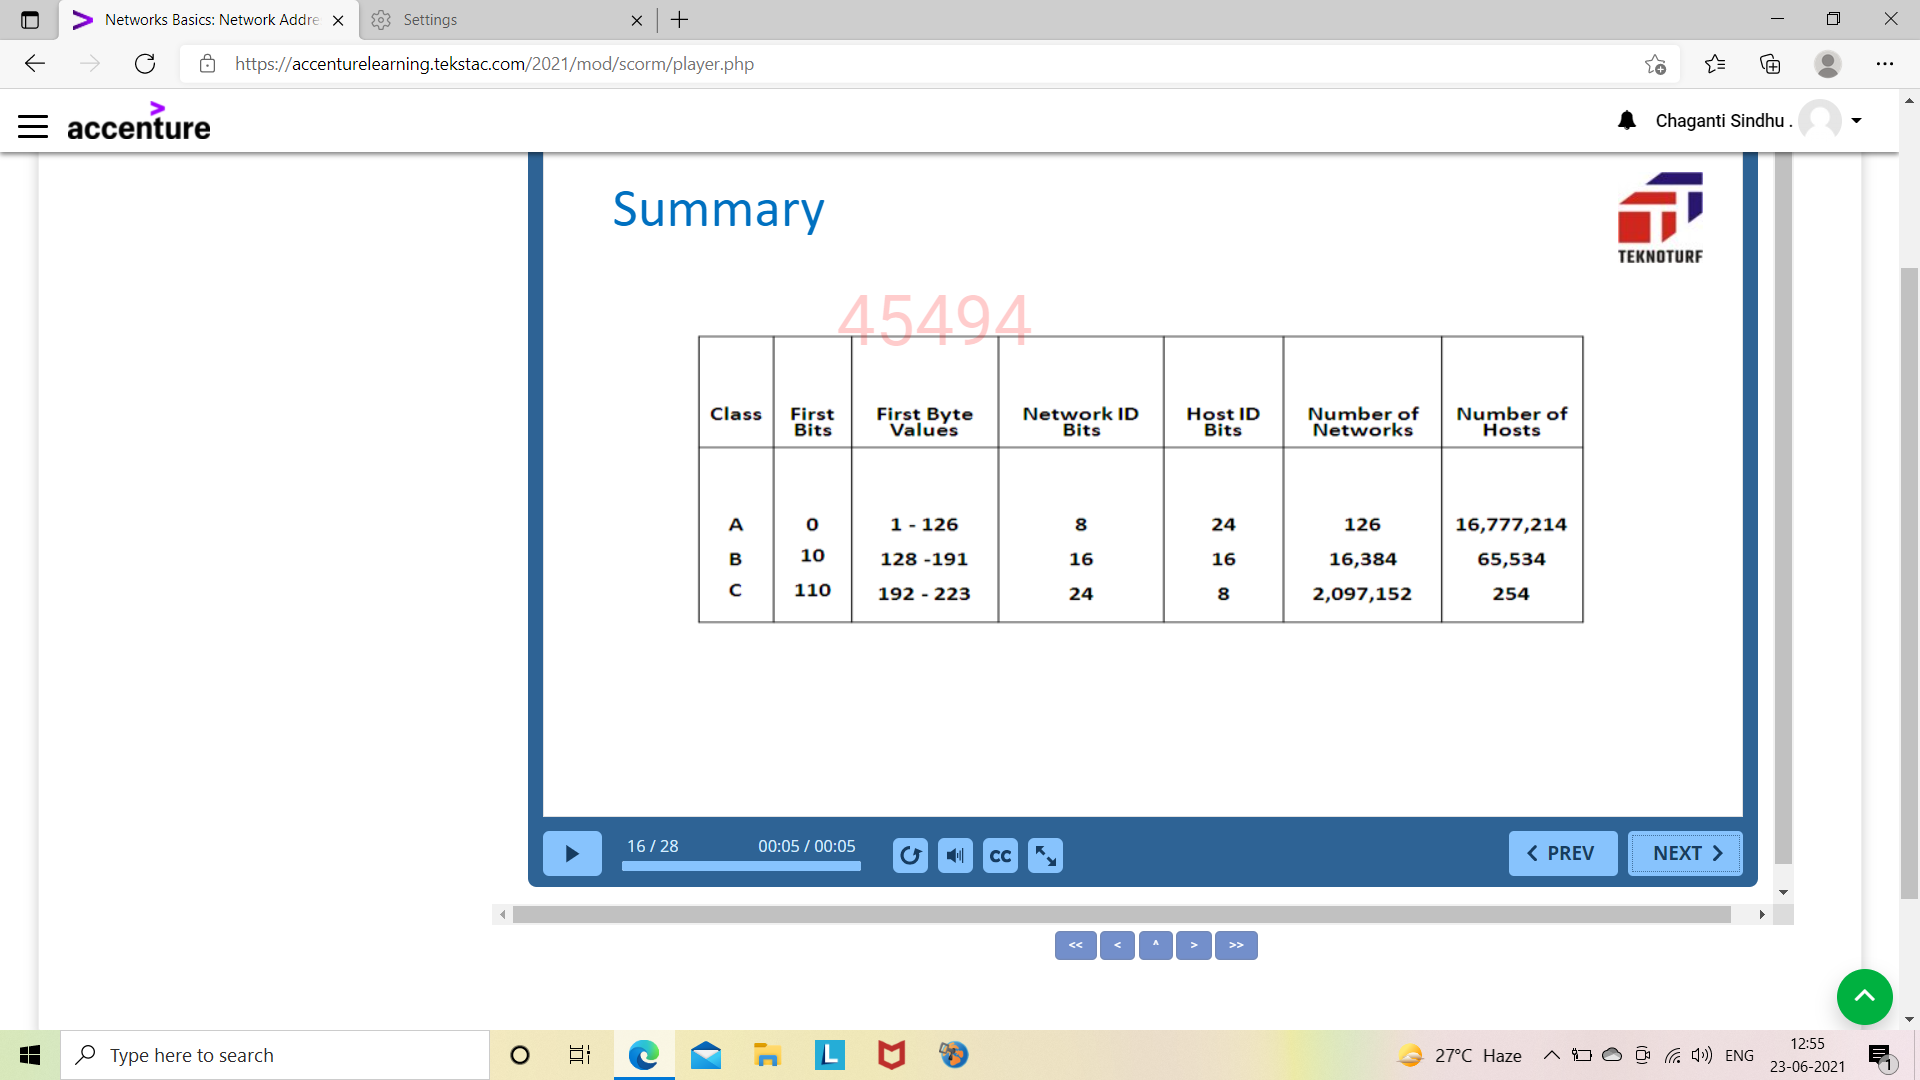 Networks Basics: Network Addre
Settings
https://accenturelearning.tekstac.com/2021/mod/scorm/player.php
accenture
Chaganti Sindhu .
Summary
TEKNOTURF
45494
Class First Bits First Byte Values Network ID Bits Host ID Bits Number of Networks Number of Hosts
A 0 1 - 126 8 24 126 16,777,214
B 10 128 -191 16 16 16,384 65,534
C 110 192 - 223 24 8 2,097,152 254
16 / 28 00:05 / 00:05 CC < PREV NEXT >
<< < ^ > >>
Type here to search
L
27°C Haze
ENG
12:55
23-06-2021
1